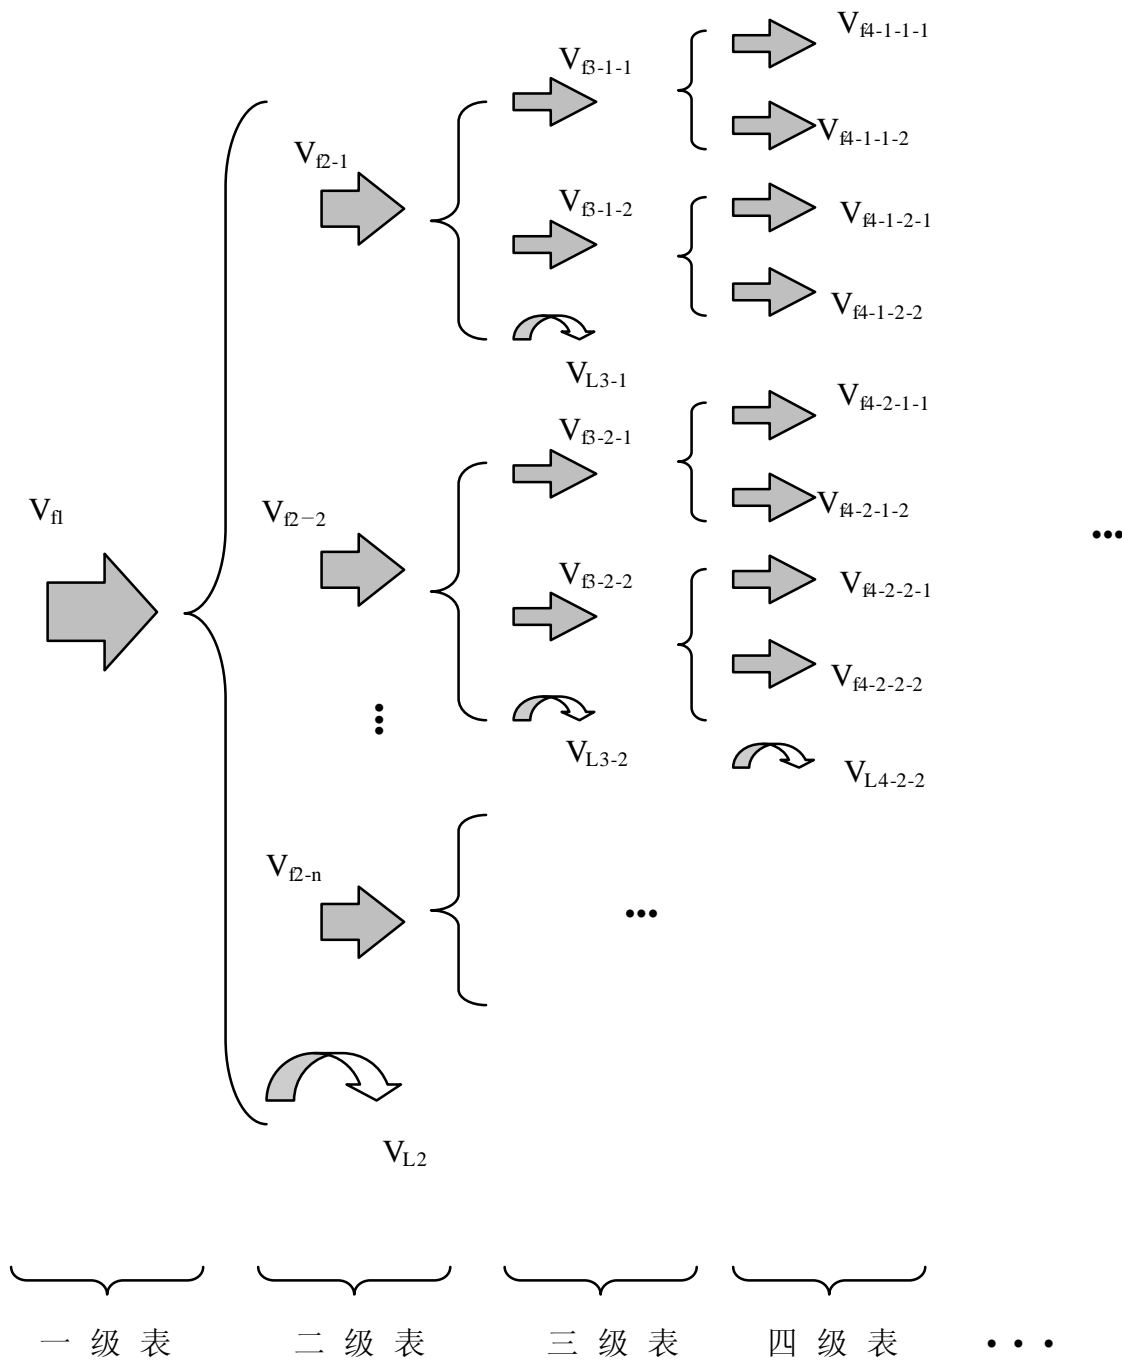 V_f4-1-1-1
V_f3-1-1
V_f4-1-1-2
V_f2-1
V_f3-1-2
V_f4-1-2-1
V_f4-1-2-2
V_L3-1
V_f4-2-1-1
V_f3-2-1
V_f1
V_f2-2
V_f4-2-1-2
•••
V_f3-2-2
V_f4-2-2-1
V_f4-2-2-2
V_L3-2
V_L4-2-2
V_f2-n
•••
V_L2
一 级 表 二 级 表 三 级 表 四 级 表 • • •